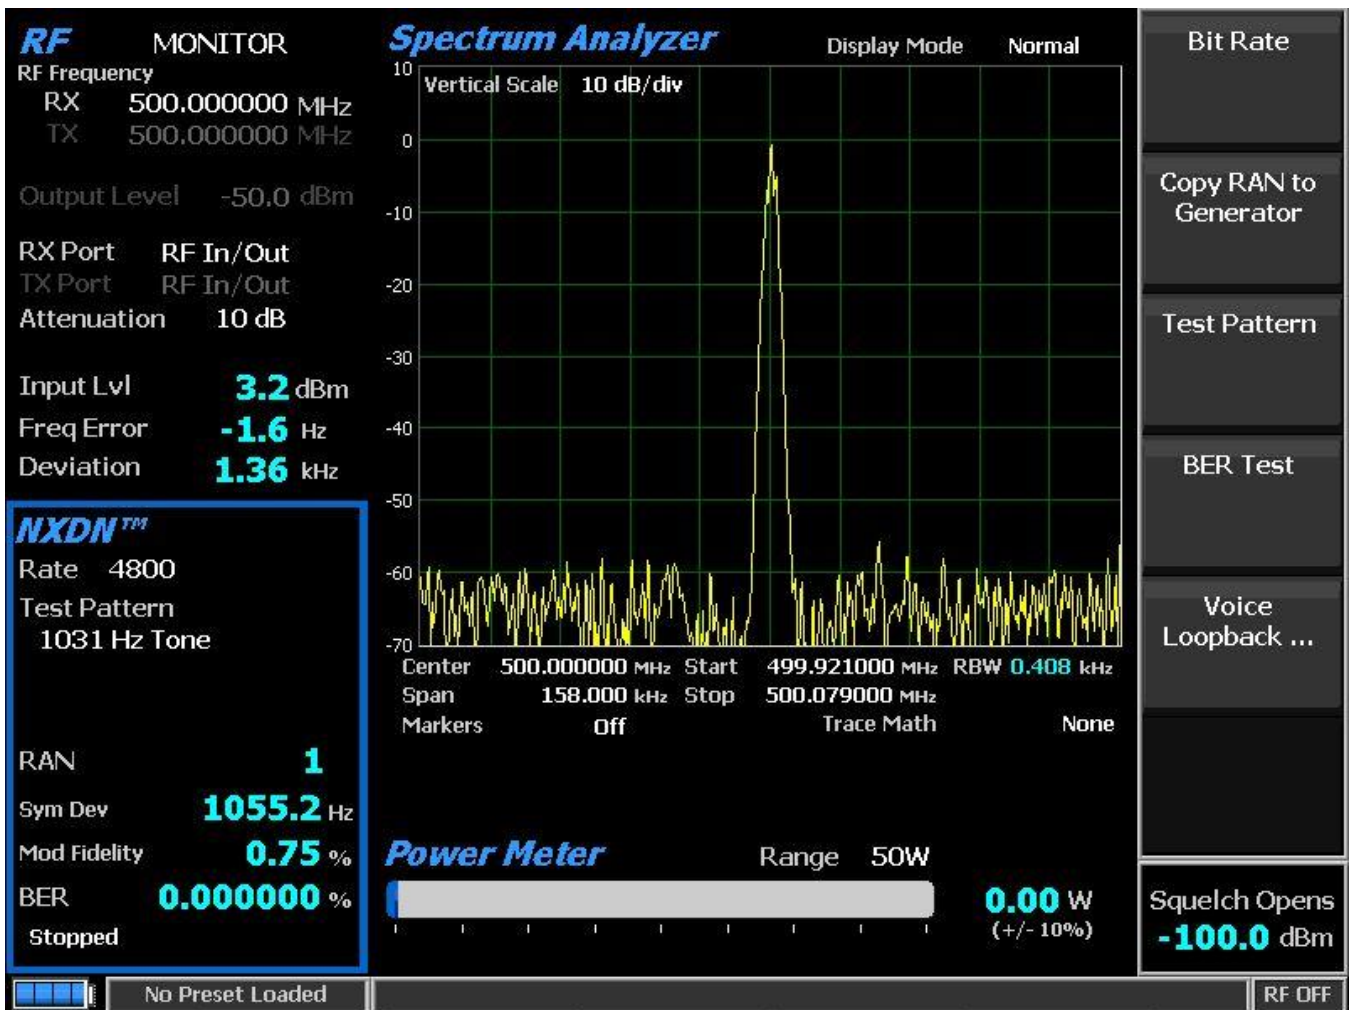 RF MONITOR
RF Frequency
RX 500.000000 MHz
TX 500.000000 MHz
Output Level -50.0 dBm
RX Port RF In/Out
TX Port RF In/Out
Attenuation 10 dB
Input Lvl 3.2 dBm
Freq Error -1.6 Hz
Deviation 1.36 kHz
NXDN™
Rate 4800
Test Pattern
1031 Hz Tone
RAN 1
Sym Dev 1055.2 Hz
Mod Fidelity 0.75 %
BER 0.000000 %
Stopped
Spectrum Analyzer Display Mode Normal
Vertical Scale 10 dB/div
10
0
-10
-20
-30
-40
-50
-60
-70
Center 500.000000 MHz Start 499.921000 MHz RBW 0.408 kHz
Span 158.000 kHz Stop 500.079000 MHz
Markers Off Trace Math None
Power Meter Range 50W
0.00 W
(+/- 10%)
Bit Rate
Copy RAN to
Generator
Test Pattern
BER Test
Voice
Loopback ...
Squelch Opens
-100.0 dBm
No Preset Loaded
RF OFF